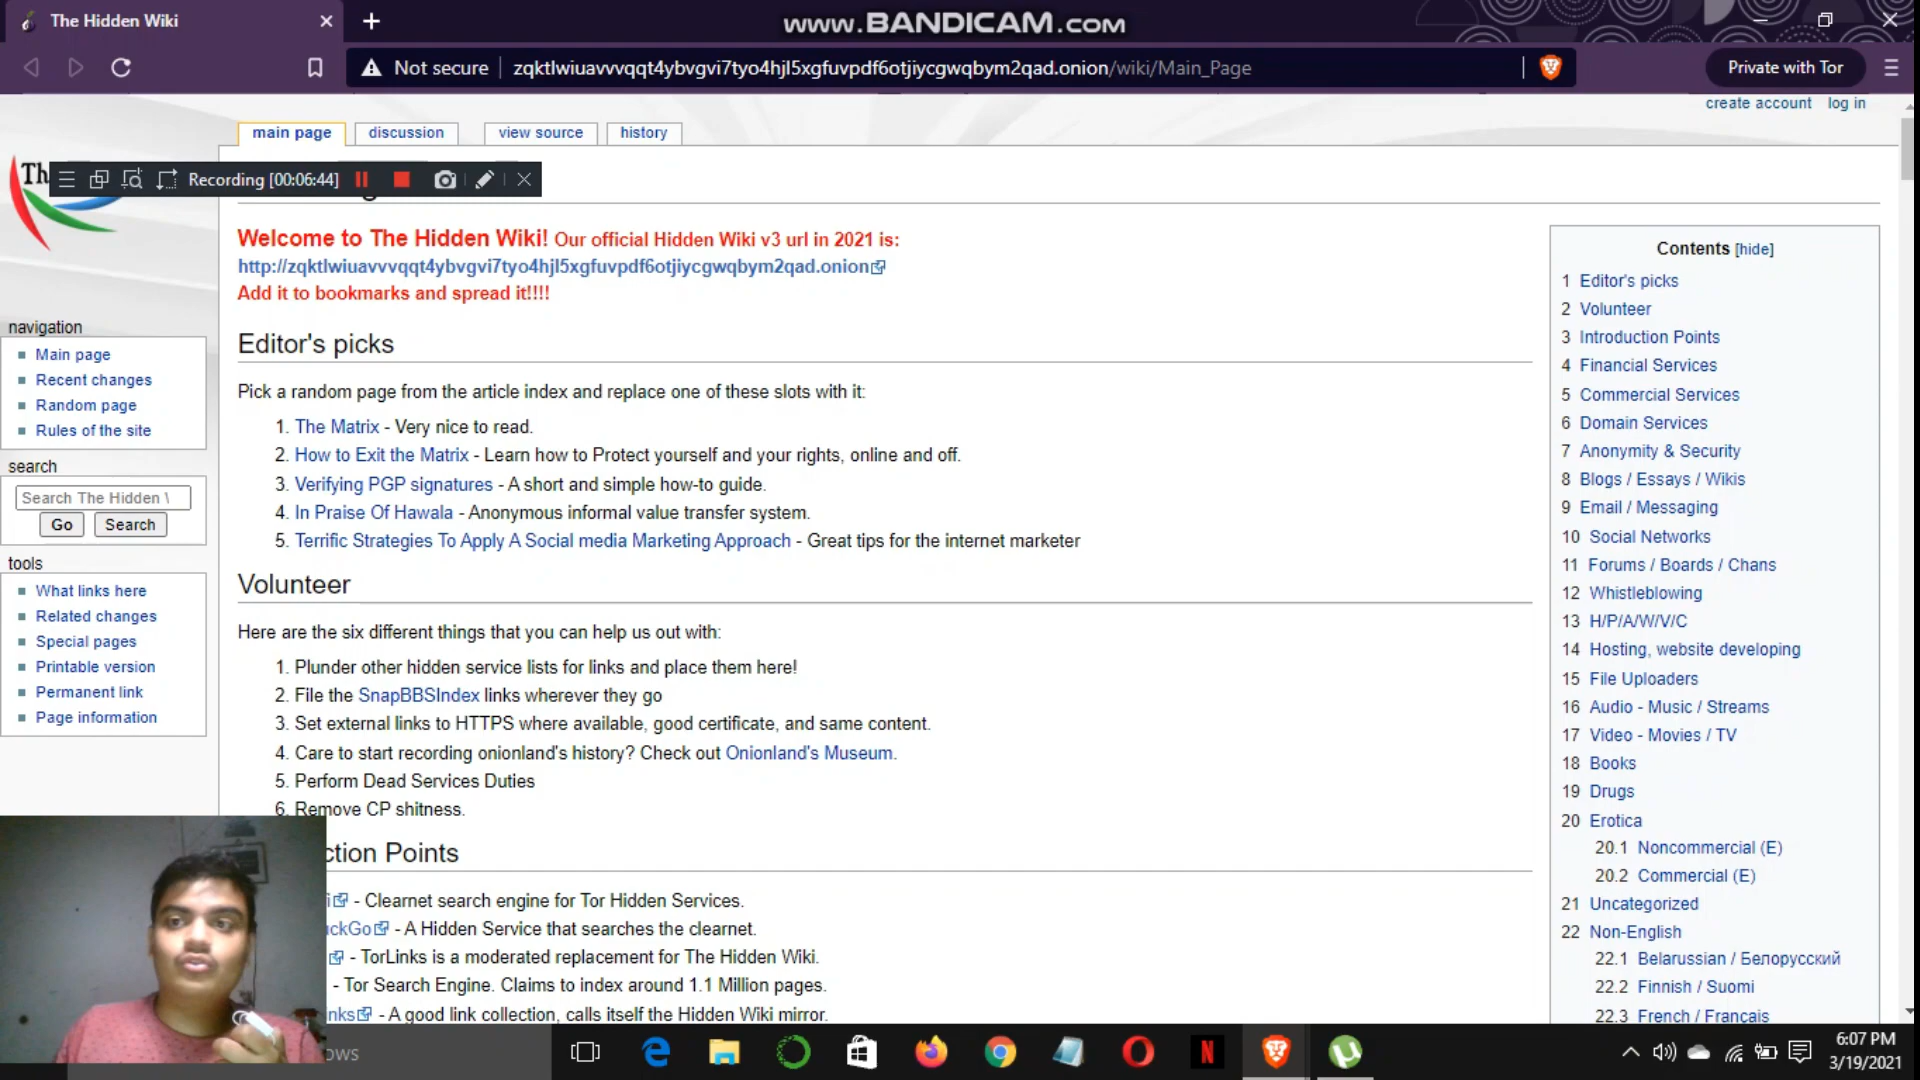 The Hidden Wiki
www.BANDICAM.com
Not secure
zqktlwiuavvvqqt4ybvgvi7tyo4hjl5xgfuvpdf6otjiycgwqbym2qad.onion/wiki/Main_Page
Private with Tor
create account log in
main page
discussion
view source
history
Th
Recording [00:06:44]
Welcome to The Hidden Wiki! Our official Hidden Wiki v3 url in 2021 is:
http://zqktlwiuavvvqqt4ybvgvi7tyo4hjl5xgfuvpdf6otjiycgwqbym2qad.onion
Add it to bookmarks and spread it!!!!
navigation
Main page
Recent changes
Random page
Rules of the site
search
Search The Hidden \
Go Search
tools
What links here
Related changes
Special pages
Printable version
Permanent link
Page information
Editor's picks
Pick a random page from the article index and replace one of these slots with it:
1. The Matrix - Very nice to read.
2. How to Exit the Matrix - Learn how to Protect yourself and your rights, online and off.
3. Verifying PGP signatures - A short and simple how-to guide.
4. In Praise Of Hawala - Anonymous informal value transfer system.
5. Terrific Strategies To Apply A Social media Marketing Approach - Great tips for the internet marketer
Volunteer
Here are the six different things that you can help us out with:
1. Plunder other hidden service lists for links and place them here!
2. File the SnapBBSIndex links wherever they go
3. Set external links to HTTPS where available, good certificate, and same content.
4. Care to start recording onionland's history? Check out Onionland's Museum.
5. Perform Dead Services Duties
6. Remove CP shitness.
ction Points
i - Clearnet search engine for Tor Hidden Services.
uckGo - A Hidden Service that searches the clearnet.
- TorLinks is a moderated replacement for The Hidden Wiki.
- Tor Search Engine. Claims to index around 1.1 Million pages.
inks - A good link collection, calls itself the Hidden Wiki mirror.
Contents [hide]
1 Editor's picks
2 Volunteer
3 Introduction Points
4 Financial Services
5 Commercial Services
6 Domain Services
7 Anonymity & Security
8 Blogs / Essays / Wikis
9 Email / Messaging
10 Social Networks
11 Forums / Boards / Chans
12 Whistleblowing
13 H/P/A/W/V/C
14 Hosting, website developing
15 File Uploaders
16 Audio - Music / Streams
17 Video - Movies / TV
18 Books
19 Drugs
20 Erotica
20.1 Noncommercial (E)
20.2 Commercial (E)
21 Uncategorized
22 Non-English
22.1 Belarussian / Белорусский
22.2 Finnish / Suomi
22.3 French / Français
ows
6:07 PM
3/19/2021